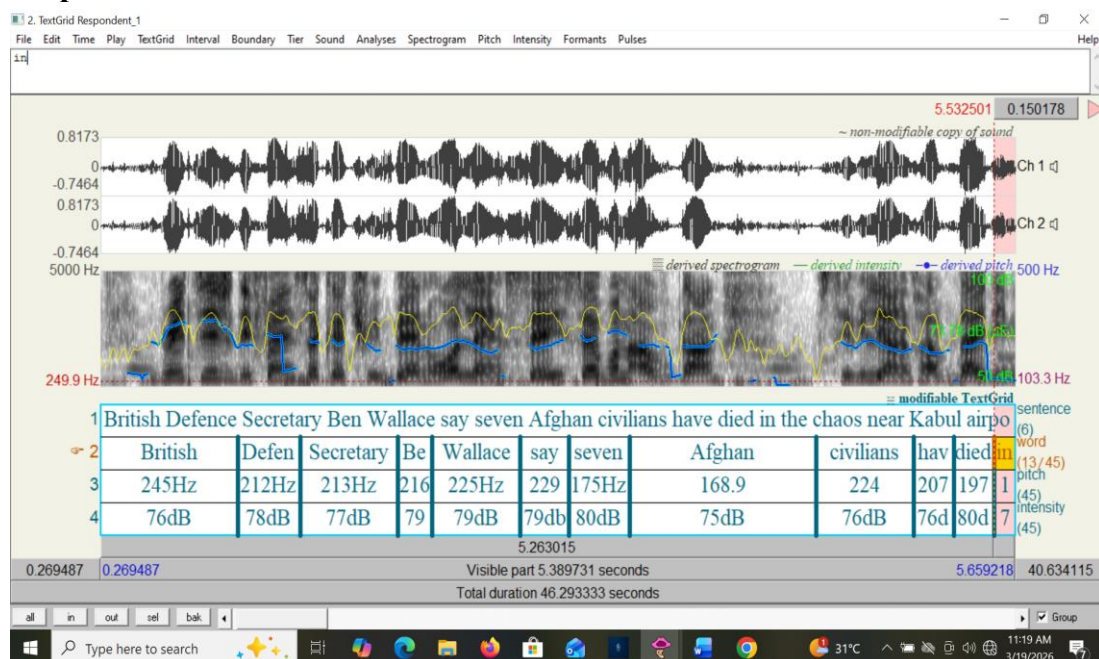 2. TextGrid Respondent_1
File Edit Time Play TextGrid Interval Boundary Tier Sound Analyses Spectrogram Pitch Intensity Formants Pulses Help
in
5.532501 0.150178
~ non-modifiable copy of sound
0.8173
0
-0.7464
Ch 1
0.8173
0
-0.7464
Ch 2
derived spectrogram derived intensity derived pitch
5000 Hz 500 Hz
100 dB
249.9 Hz 103.3 Hz
modifiable TextGrid
1 British Defence Secretary Ben Wallace say seven Afghan civilians have died in the chaos near Kabul airpo sentence (6)
2 British Defen Secretary Be Wallace say seven Afghan civilians hav died in word (13/45)
3 245Hz 212Hz 213Hz 216 225Hz 229 175Hz 168.9 224 207 197 1 pitch (45)
4 76dB 78dB 77dB 79 79dB 79db 80dB 75dB 76dB 76d 80d 7 intensity (45)
5.263015
0.269487 0.269487 Visible part 5.389731 seconds 5.659218 40.634115
Total duration 46.293333 seconds
all in out sel bak Group
Type here to search 31°C 11:19 AM
3/19/2026
7